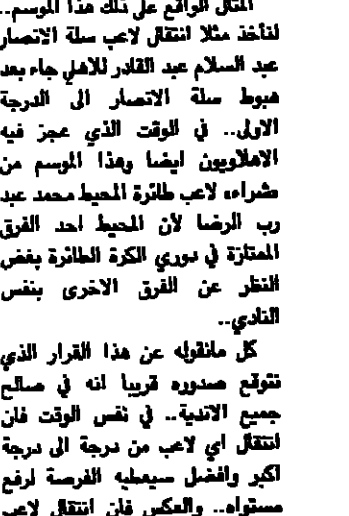 المثال الواقع على ذلك هذا الموسم..
لنأخذ مثلا انتقال لاعب سلة الانصار
عبد السلام عبد القادر للاهلي جاء بعد
هبوط سلة الانصار الى الدرجة
الاولى.. في الوقت الذي عجز فيه
الاهلاويون ايضا وهذا الموسم من
«شراء» لاعب طائرة المحيط محمد عبد
رب الرضا لأن المحيط احد الفرق
الممتازة في دوري الكرة الطائرة بغض
النظر عن الفرق الاخرى بنفس
النادي..
كل مانقوله عن هذا القرار الذي
نتوقع صدوره قريبا انه في صالح
جميع الاندية.. في نفس الوقت فان
انتقال اي لاعب من درجة الى درجة
اكبر وافضل سيعطيه الفرصة لرفع
مستواه.. والعكس فان انتقال لاعب